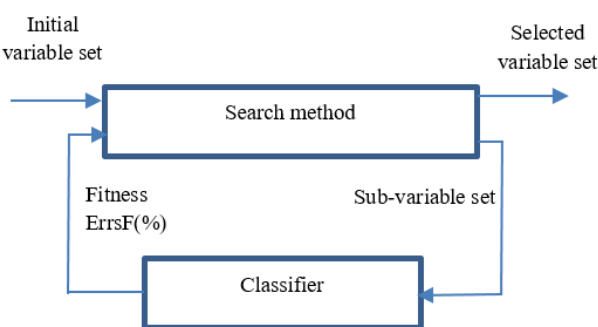 Initial
variable set
Selected
variable set
Search method
Fitness
ErrsF(%)
Sub-variable set
Classifier